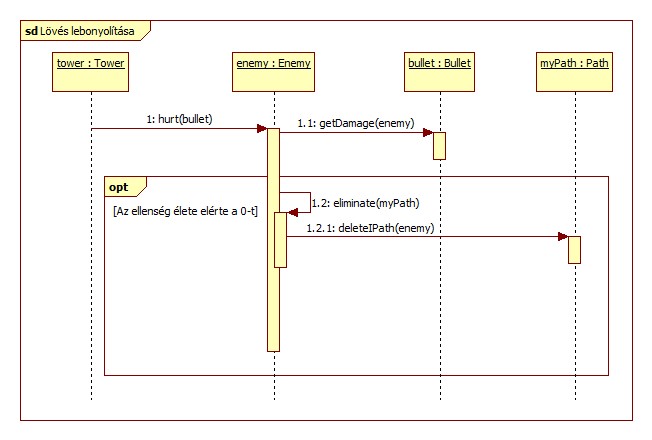 sd Lövés lebonyolítása
tower : Tower
enemy : Enemy
bullet : Bullet
myPath : Path
1: hurt(bullet)
1.1: getDamage(enemy)
opt
1.2: eliminate(myPath)
[Az ellenség élete elérte a 0-t]
1.2.1: deleteIPath(enemy)